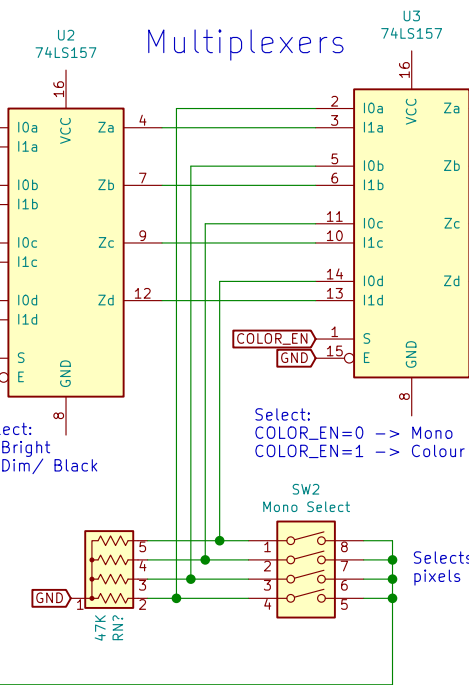 Multiplexers
U2
74LS157
16
VCC
I0a
I1a
I0b
I1b
I0c
I1c
I0d
I1d
S
E
GND
8
Za
4
Zb
7
Zc
9
Zd
12
U3
74LS157
16
VCC
2
I0a
3
I1a
5
I0b
6
I1b
11
I0c
10
I1c
14
I0d
13
I1d
COLOR_EN
1
S
GND
15
E
Za
Zb
Zc
Zd
GND
8
ect:
Bright
Dim/ Black
Select:
COLOR_EN=0 -> Mono
COLOR_EN=1 -> Colour
SW2
Mono Select
1
2
3
4
8
7
6
5
Selects
pixels
GND
1
5
4
3
2
47K
RN?